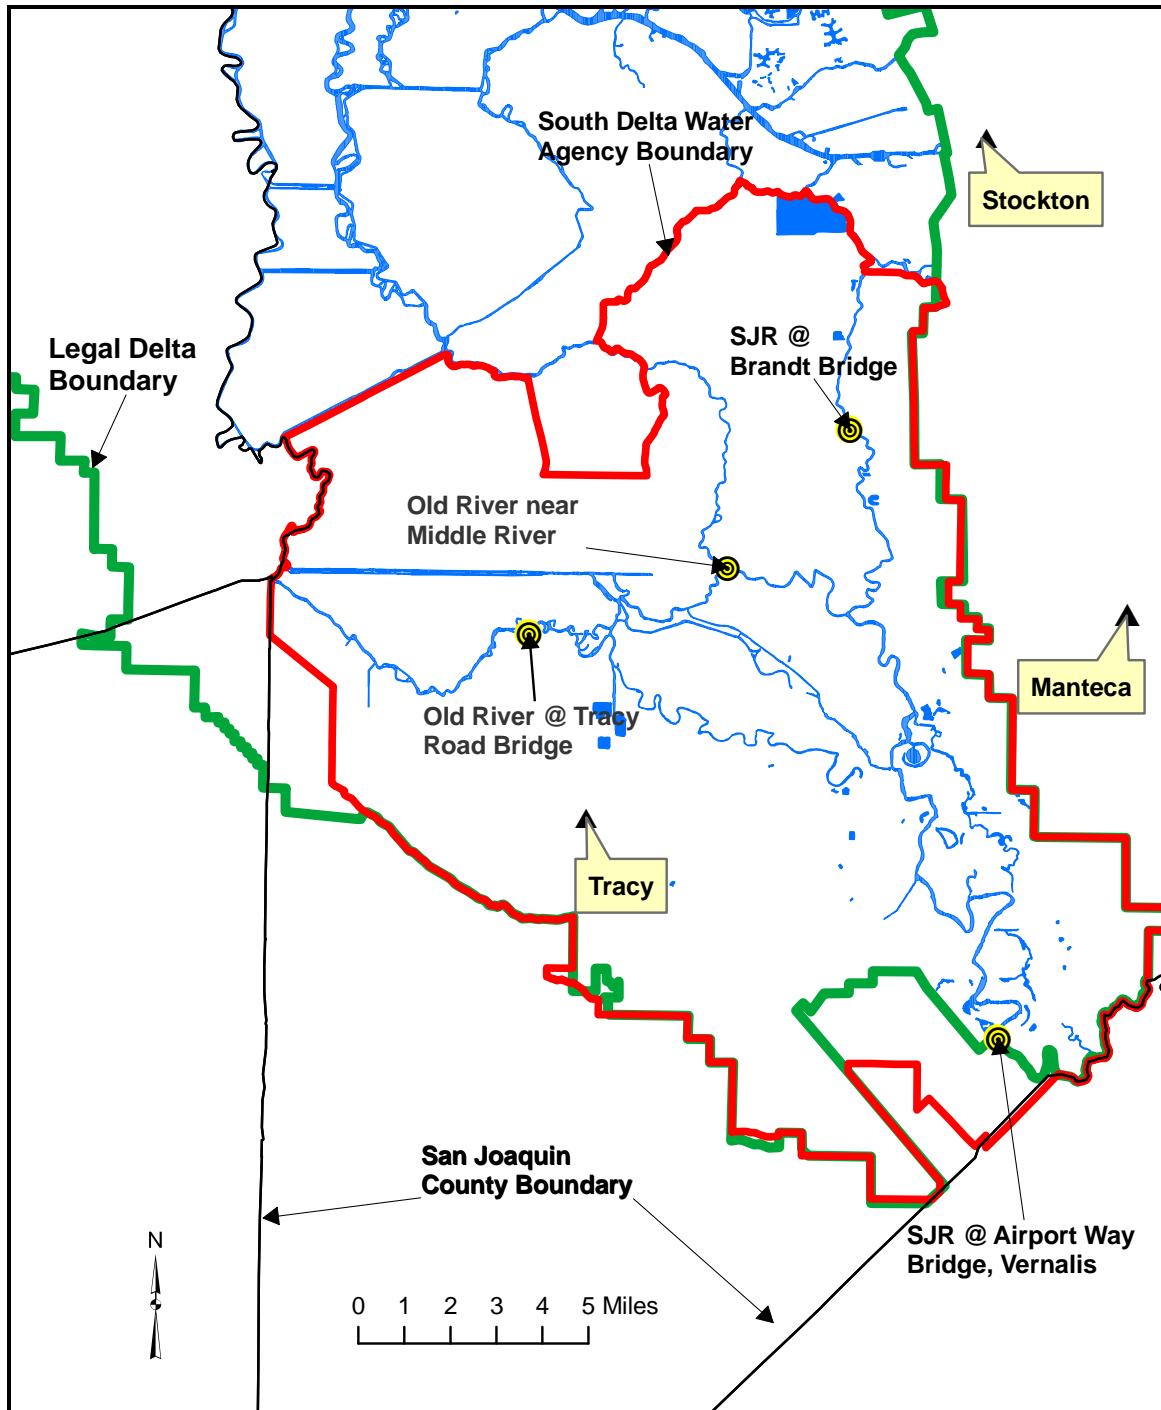 South Delta Water
Agency Boundary
Stockton
SJR @
Brandt Bridge
Legal Delta
Boundary
Old River near
Middle River
Manteca
Old River @ Tracy
Road Bridge
Tracy
San Joaquin
County Boundary
SJR @ Airport Way
Bridge, Vernalis
N
0 1 2 3 4 5 Miles